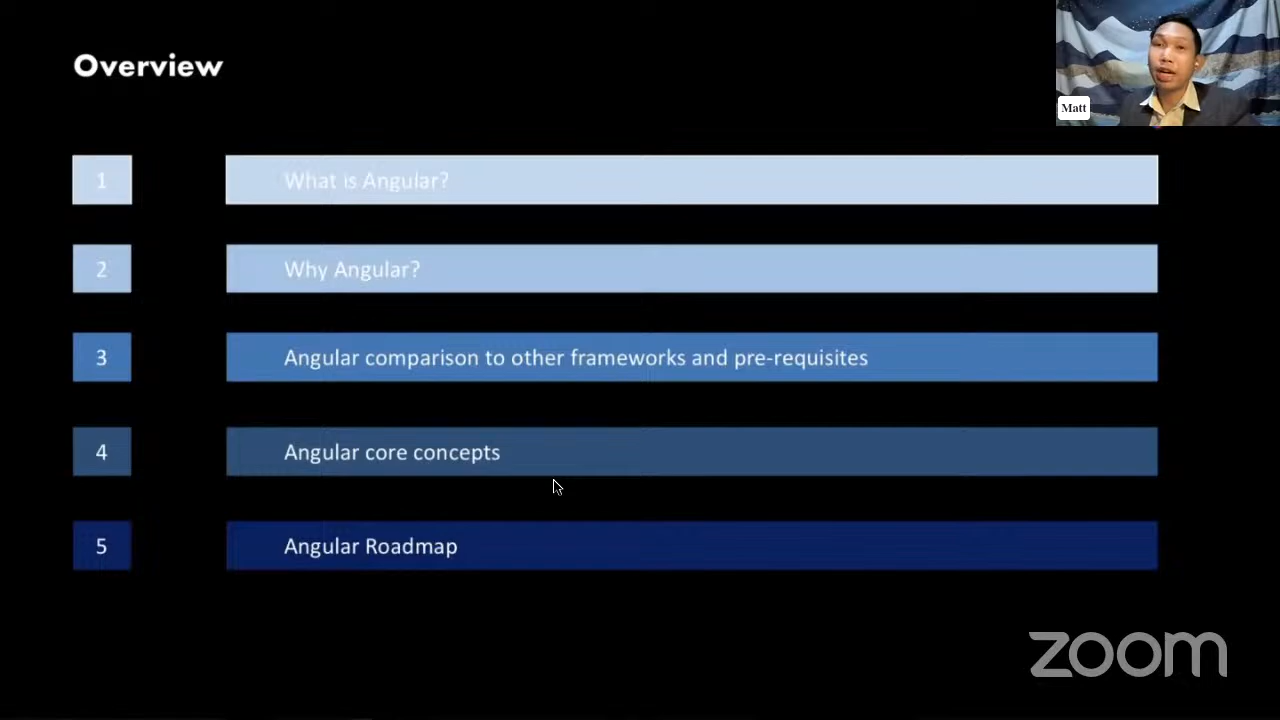 Overview
Matt
1 What is Angular?
2 Why Angular?
3 Angular comparison to other frameworks and pre-requisites
4 Angular core concepts
5 Angular Roadmap
zoom